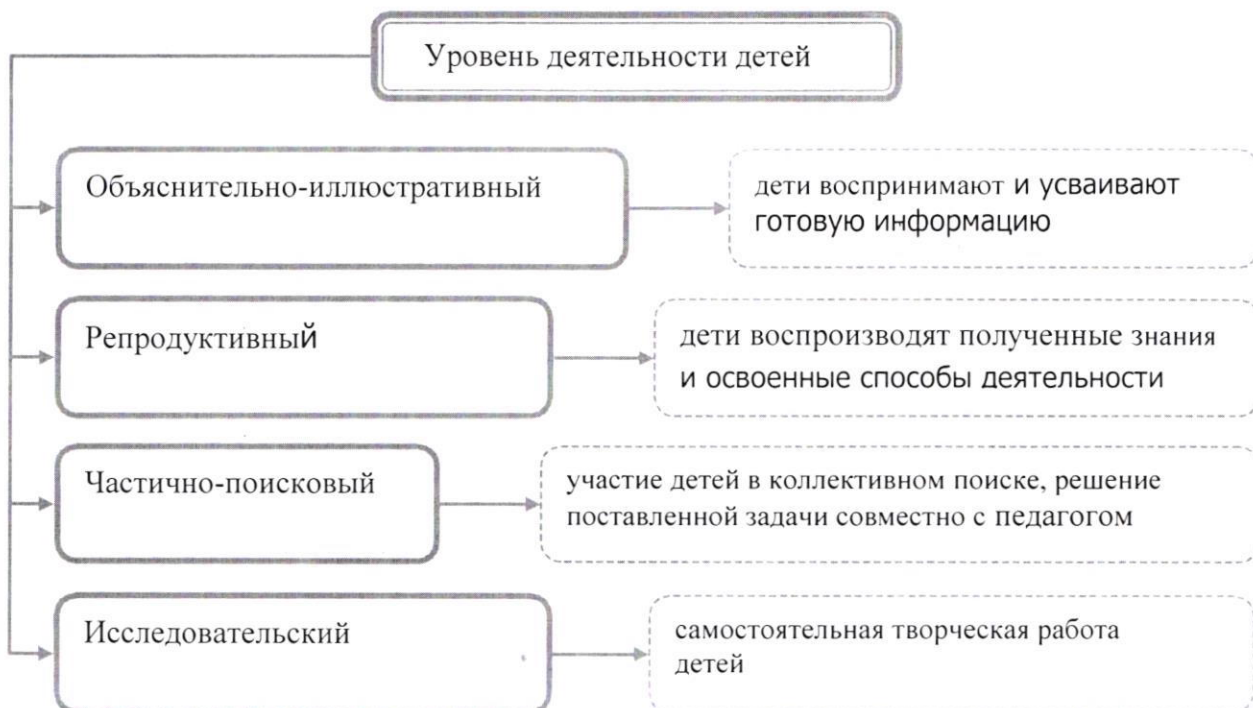 Уровень деятельности детей
Объяснительно-иллюстративный
дети воспринимают и усваивают
готовую информацию
Репродуктивный
дети воспроизводят полученные знания
и освоенные способы деятельности
Частично-поисковый
участие детей в коллективном поиске, решение
поставленной задачи совместно с педагогом
Исследовательский
самостоятельная творческая работа
детей